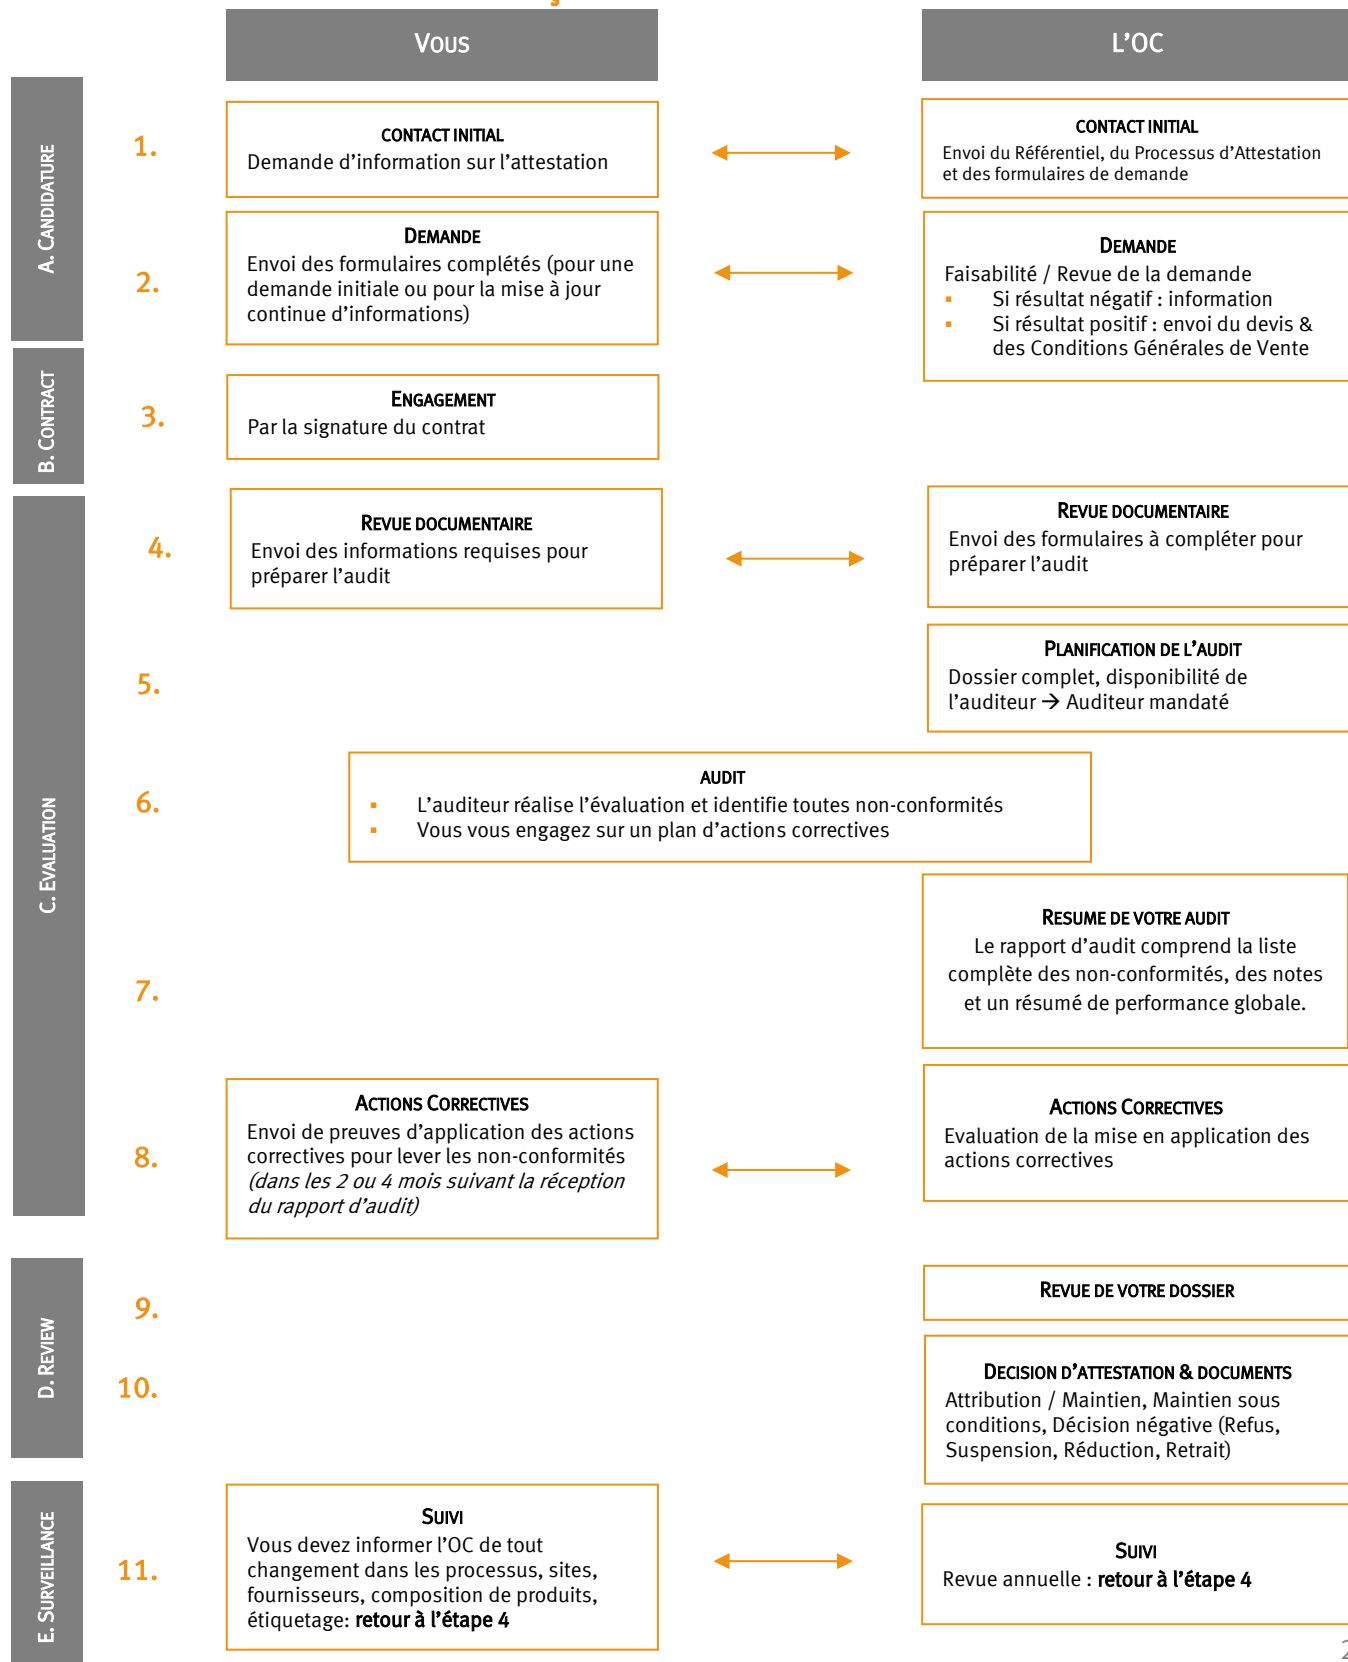 VOUS
L'OC
A. CANDIDATURE
1.
CONTACT INITIAL
Demande d'information sur l'attestation
CONTACT INITIAL
Envoi du Référentiel, du Processus d'Attestation
et des formulaires de demande
2.
DEMANDE
Envoi des formulaires complétés (pour une
demande initiale ou pour la mise à jour
continue d'informations)
DEMANDE
Faisabilité / Revue de la demande
▪ Si résultat négatif : information
▪ Si résultat positif : envoi du devis &
des Conditions Générales de Vente
B. CONTRACT
3.
ENGAGEMENT
Par la signature du contrat
C. EVALUATION
4.
REVUE DOCUMENTAIRE
Envoi des informations requises pour
préparer l'audit
REVUE DOCUMENTAIRE
Envoi des formulaires à compléter pour
préparer l'audit
5.
PLANIFICATION DE L'AUDIT
Dossier complet, disponibilité de
l'auditeur → Auditeur mandaté
6.
AUDIT
▪ L'auditeur réalise l'évaluation et identifie toutes non-conformités
▪ Vous vous engagez sur un plan d'actions correctives
7.
RESUME DE VOTRE AUDIT
Le rapport d'audit comprend la liste
complète des non-conformités, des notes
et un résumé de performance globale.
8.
ACTIONS CORRECTIVES
Envoi de preuves d'application des actions
correctives pour lever les non-conformités
(dans les 2 ou 4 mois suivant la réception
du rapport d'audit)
ACTIONS CORRECTIVES
Evaluation de la mise en application des
actions correctives
D. REVIEW
9.
REVUE DE VOTRE DOSSIER
10.
DECISION D'ATTESTATION & DOCUMENTS
Attribution / Maintien, Maintien sous
conditions, Décision négative (Refus,
Suspension, Réduction, Retrait)
E. SURVEILLANCE
11.
SUIVI
Vous devez informer l'OC de tout
changement dans les processus, sites,
fournisseurs, composition de produits,
étiquetage: retour à l'étape 4
SUIVI
Revue annuelle : retour à l'étape 4